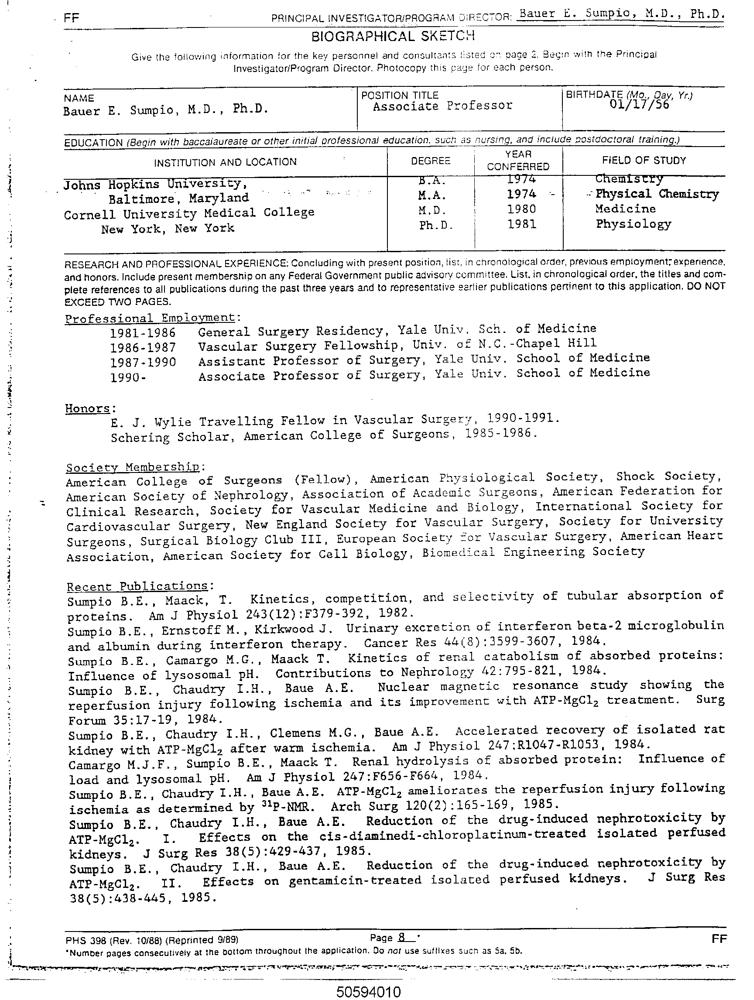 FF
PRINCIPAL INVESTIGATOR/PROGRAM DIRECTOR: Bauer E. Sumpio, M.D., Ph.D.
BIOGRAPHICAL SKETCH
Give the following information for the key personnel and consultants listed on page 2. Begin with the Principal
Investigator/Program Director. Photocopy this page for each person.
NAME
POSITION TITLE
BIRTHDATE (Mo., Day, Yr.)
Bauer E. Sumpio, M.D., Ph.D.
Associate Professor
01/17/56
EDUCATION (Begin with baccalaureate or other initial professional education, such as nursing, and include postdoctoral training.)
INSTITUTION AND LOCATION
DEGREE
YEAR CONFERRED
FIELD OF STUDY
Johns Hopkins University, B.A. 1974 Chemistry
Baltimore, Maryland M.A. 1974 Physical Chemistry
Cornell University Medical College M.D. 1980 Medicine
New York, New York Ph.D. 1981 Physiology
RESEARCH AND PROFESSIONAL EXPERIENCE: Concluding with present position, list, in chronological order, previous employment, experience,
and honors. Include present membership on any Federal Government public advisory committee. List, in chronological order, the titles and com-
plete references to all publications during the past three years and to representative earlier publications pertinent to this application. DO NOT
EXCEED TWO PAGES.
Professional Employment:
1981-1986 General Surgery Residency, Yale Univ. Sch. of Medicine
1986-1987 Vascular Surgery Fellowship, Univ. of N.C.-Chapel Hill
1987-1990 Assistant Professor of Surgery, Yale Univ. School of Medicine
1990- Associate Professor of Surgery, Yale Univ. School of Medicine
Honors:
E. J. Wylie Travelling Fellow in Vascular Surgery, 1990-1991.
Schering Scholar, American College of Surgeons, 1985-1986.
Society Membership:
American College of Surgeons (Fellow), American Physiological Society, Shock Society,
American Society of Nephrology, Association of Academic Surgeons, American Federation for
Clinical Research, Society for Vascular Medicine and Biology, International Society for
Cardiovascular Surgery, New England Society for Vascular Surgery, Society for University
Surgeons, Surgical Biology Club III, European Society for Vascular Surgery, American Heart
Association, American Society for Cell Biology, Biomedical Engineering Society
Recent Publications:
Sumpio B.E., Maack, T. Kinetics, competition, and selectivity of tubular absorption of
proteins. Am J Physiol 243(12):F379-392, 1982.
Sumpio B.E., Ernstoff M., Kirkwood J. Urinary excretion of interferon beta-2 microglobulin
and albumin during interferon therapy. Cancer Res 44(8):3599-3607, 1984.
Sumpio B.E., Camargo M.G., Maack T. Kinetics of renal catabolism of absorbed proteins:
Influence of lysosomal pH. Contributions to Nephrology 42:795-821, 1984.
Sumpio B.E., Chaudry I.H., Baue A.E. Nuclear magnetic resonance study showing the
reperfusion injury following ischemia and its improvement with ATP-MgCl₂ treatment. Surg
Forum 35:17-19, 1984.
Sumpio B.E., Chaudry I.H., Clemens M.G., Baue A.E. Accelerated recovery of isolated rat
kidney with ATP-MgCl₂ after warm ischemia. Am J Physiol 247:R1047-R1053, 1984.
Camargo M.J.F., Sumpio B.E., Maack T. Renal hydrolysis of absorbed protein: Influence of
load and lysosomal pH. Am J Physiol 247:F656-F664, 1984.
Sumpio B.E., Chaudry I.H., Baue A.E. ATP-MgCl₂ ameliorates the reperfusion injury following
ischemia as determined by ³¹P-NMR. Arch Surg 120(2):165-169, 1985.
Sumpio B.E., Chaudry I.H., Baue A.E. Reduction of the drug-induced nephrotoxicity by
ATP-MgCl₂. I. Effects on the cis-diaminedi-chloroplatinum-treated isolated perfused
kidneys. J Surg Res 38(5):429-437, 1985.
Sumpio B.E., Chaudry I.H., Baue A.E. Reduction of the drug-induced nephrotoxicity by
ATP-MgCl₂. II. Effects on gentamicin-treated isolated perfused kidneys. J Surg Res
38(5):438-445, 1985.
PHS 398 (Rev. 10/88) (Reprinted 9/89)
Page 8 *
FF
*Number pages consecutively at the bottom throughout the application. Do not use suffixes such as 5a, 5b.
50594010